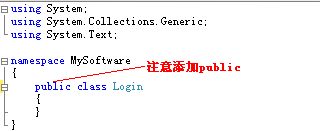 using System;
using System.Collections.Generic;
using System.Text;
namespace MySoftware
{
注意添加public
public class Login
{
}
}